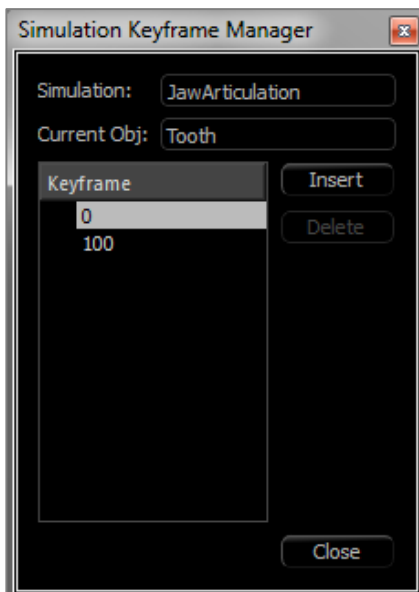 Simulation Keyframe Manager
Simulation: JawArticulation
Current Obj: Tooth
Keyframe
Insert
0
Delete
100
Close